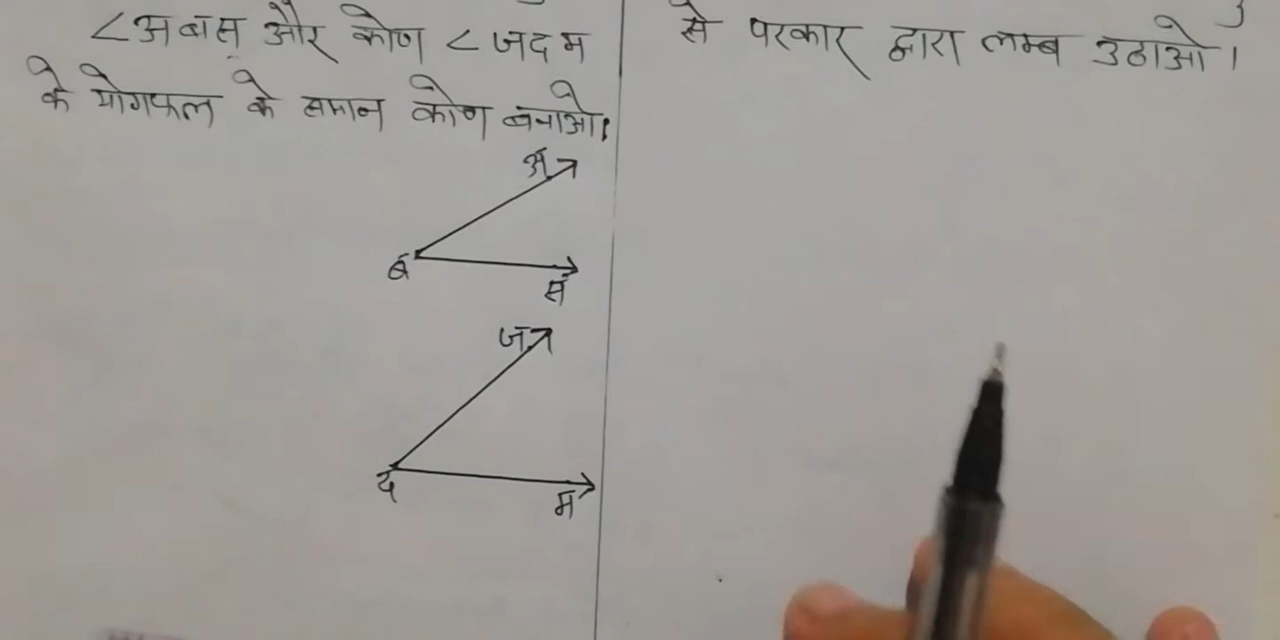 ∠अबस और कोण ∠जदम
के योगफल के समान कोण बनाओ।
अ
ब
स
ज
द
म
से परकार द्वारा लम्ब उठाओ।